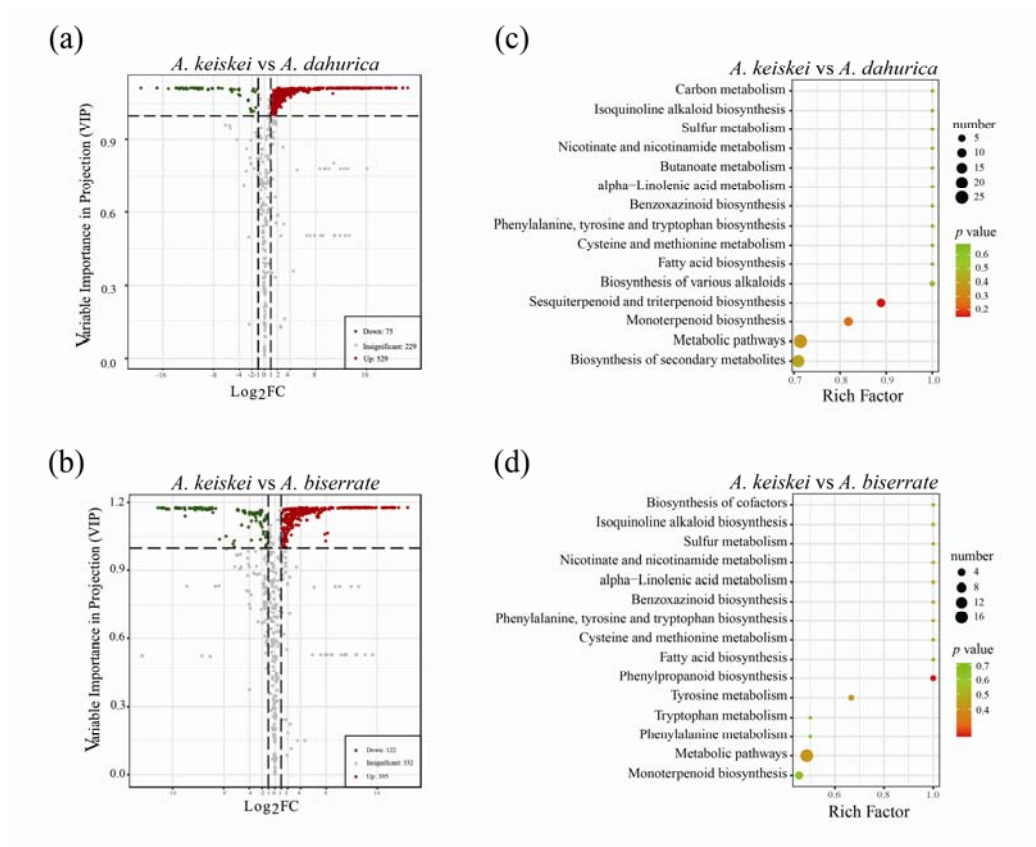 (a)
A. keiskei vs A. dahurica
Variable Importance in Projection (VIP)
0.9
0.6
0.3
0.0
Down: 75
Insignificant: 229
Up: 529
-16 -8 -4 -2 -1 0 1 2 4 8 16
Log2FC
(c)
A. keiskei vs A. dahurica
Carbon metabolism
Isoquinoline alkaloid biosynthesis
Sulfur metabolism
Nicotinate and nicotinamide metabolism
Butanoate metabolism
alpha-Linolenic acid metabolism
Benzoxazinoid biosynthesis
Phenylalanine, tyrosine and tryptophan biosynthesis
Cysteine and methionine metabolism
Fatty acid biosynthesis
Biosynthesis of various alkaloids
Sesquiterpenoid and triterpenoid biosynthesis
Monoterpenoid biosynthesis
Metabolic pathways
Biosynthesis of secondary metabolites
0.7 0.8 0.9 1.0
Rich Factor
number
5
10
15
20
25
p value
0.6
0.5
0.4
0.3
0.2
(b)
A. keiskei vs A. biserrate
Variable Importance in Projection (VIP)
1.2
0.9
0.6
0.3
0.0
Down: 122
Insignificant: 332
Log2FC
(d)
A. keiskei vs A. biserrate
Biosynthesis of cofactors
Isoquinoline alkaloid biosynthesis
Sulfur metabolism
Nicotinate and nicotinamide metabolism
alpha-Linolenic acid metabolism
Benzoxazinoid biosynthesis
Phenylalanine, tyrosine and tryptophan biosynthesis
Cysteine and methionine metabolism
Fatty acid biosynthesis
Phenylpropanoid biosynthesis
Tyrosine metabolism
Tryptophan metabolism
Phenylalanine metabolism
Metabolic pathways
Monoterpenoid biosynthesis
0.6 0.8 1.0
Rich Factor
number
4
8
12
16
p value
0.7
0.6
0.5
0.4